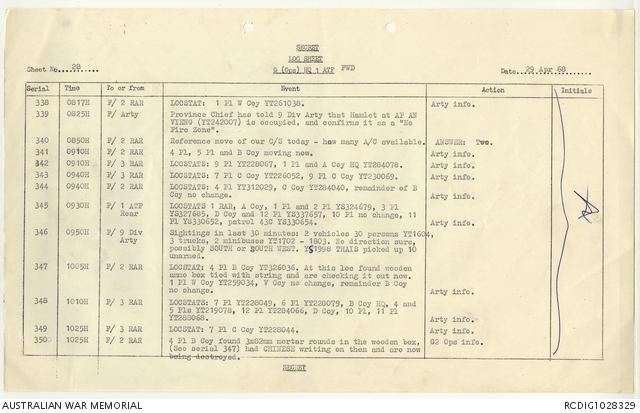 SECRET
LOG SHEET
G (Ops) HQ 1 ATF FWD
Sheet No. 28
Date 29 Apr 68
Serial Time To or from Event Action Initials
338 0817H F/ 2 RAR LOCSTAT: 1 Pl W Coy YT261038. Arty info.
339 0825H F/ Arty Province Chief has told 9 Div Arty that Hamlet at AP AN
VIENG (YT242007) is occupied, and confirms it as a "No
Fire Zone". Arty info.
340 0850H F/ 2 RAR Reference move of our C/S today - how many A/C available. ANSWER: Two.
341 0910H F/ 2 RAR 4 Pl, 5 Pl and B Coy moving now. Arty info.
342 0910H F/ 3 RAR LOCSTATS: 9 Pl YT228067, 1 Pl and A Coy HQ YT284078. Arty info.
343 0940H F/ 3 RAR LOCSTATS: 7 Pl C Coy YT226052, 9 Pl C Coy YT230069. Arty info.
344 0940H F/ 2 RAR LOCSTATS: 4 Pl YT312029, C Coy YT284040, remainder of B
Coy no change. Arty info.
345 0930H F/ 1 ATF
Rear LOCSTATS 1 RAR, A Coy, 1 Pl and 2 Pl YS324679, 3 Pl
YS327685, D Coy and 12 Pl YS337657, 10 Pl no change, 11
Pl YS330652, patrol 43C YS330654. Arty info.
346 0950H F/ 9 Div
Arty Sightings in last 30 minutes: 2 vehicles 30 persons YT1604,
3 trucks, 2 minibuses YT1702 - 1803. No direction sure,
possibly SOUTH or SOUTH WEST. YS1998 THAIS picked up 10
unarmed.
347 1005H F/ 2 RAR LOCSTAT: 4 Pl B Coy YT326036. At this loc found wooden
ammo box tied with string and are checking it out now.
1 Pl W Coy YT259034, V Coy no change, remainder B Coy
no change. Arty info.
348 1010H F/ 3 RAR LOCSTATS: 7 Pl YT228049, 6 Pl YT228079, B Coy HQ, 4 and
5 Pls YT219078, 12 Pl YT284066, D Coy, 10 Pl, 11 Pl
YT288068. Arty info.
349 1025H F/ 3 RAR LOCSTAT: 7 Pl C Coy YT228044. Arty info.
350 1025H F/ 2 RAR 4 Pl B Coy found 3x82mm mortar rounds in the wooden box, G2 Ops info.
(See serial 347) had CHINESE writing on then and are now
being destroyed.
SECRET
AUSTRALIAN WAR MEMORIAL
RCDIG1028329